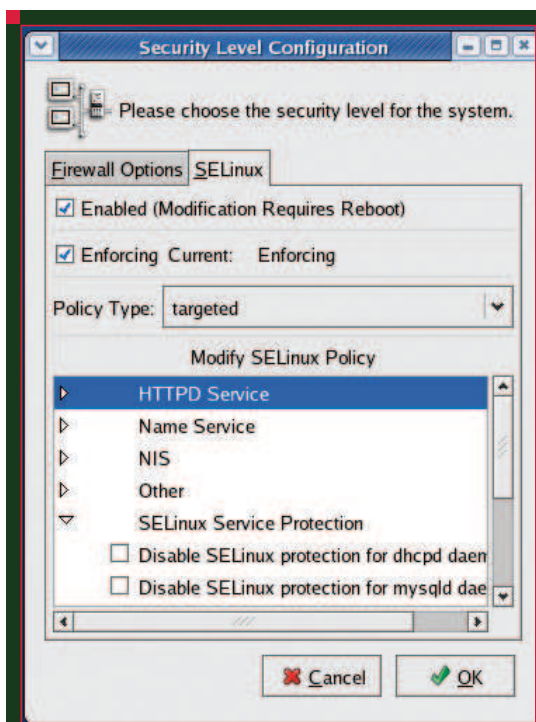 Security Level Configuration
Please choose the security level for the system.
Firewall Options SELinux
Enabled (Modification Requires Reboot)
Enforcing Current: Enforcing
Policy Type: targeted
Modify SELinux Policy
HTTPD Service
Name Service
NIS
Other
SELinux Service Protection
Disable SELinux protection for dhcpd daem
Disable SELinux protection for mysqld dae
Cancel OK